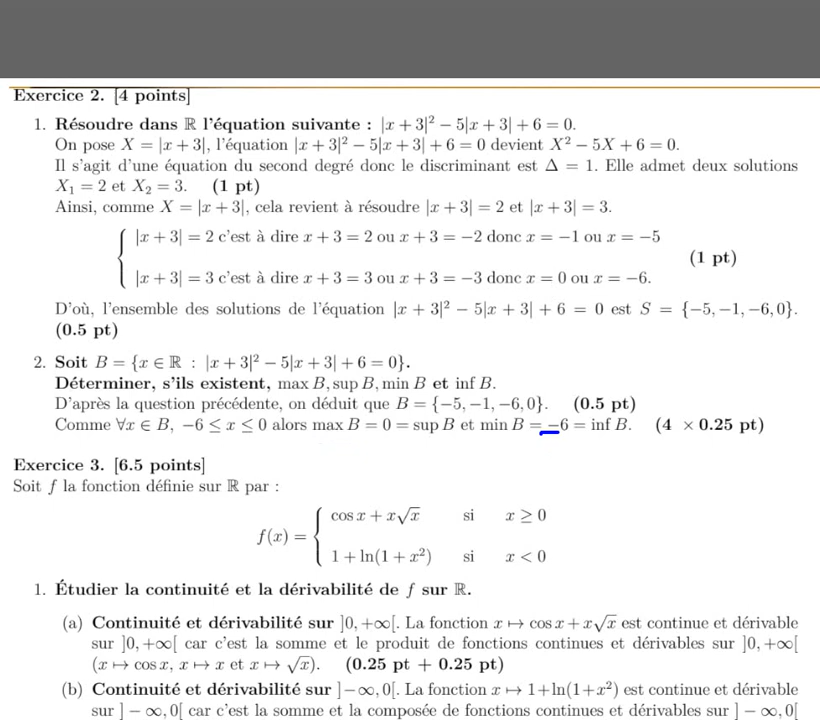 Exercice 2. [4 points]
1. Résoudre dans ℝ l'équation suivante : |x + 3|² − 5|x + 3| + 6 = 0.
On pose X = |x + 3|, l'équation |x + 3|² − 5|x + 3| + 6 = 0 devient X² − 5X + 6 = 0.
Il s'agit d'une équation du second degré donc le discriminant est Δ = 1. Elle admet deux solutions
X₁ = 2 et X₂ = 3. (1 pt)
Ainsi, comme X = |x + 3|, cela revient à résoudre |x + 3| = 2 et |x + 3| = 3.
{ |x + 3| = 2 c'est à dire x + 3 = 2 ou x + 3 = −2 donc x = −1 ou x = −5
(1 pt)
|x + 3| = 3 c'est à dire x + 3 = 3 ou x + 3 = −3 donc x = 0 ou x = −6.
D'où, l'ensemble des solutions de l'équation |x + 3|² − 5|x + 3| + 6 = 0 est S = {−5, −1, −6, 0}.
(0.5 pt)
2. Soit B = {x ∈ ℝ : |x + 3|² − 5|x + 3| + 6 = 0}.
Déterminer, s'ils existent, max B, sup B, min B et inf B.
D'après la question précédente, on déduit que B = {−5, −1, −6, 0}. (0.5 pt)
Comme ∀x ∈ B, −6 ≤ x ≤ 0 alors max B = 0 = sup B et min B = −6 = inf B. (4 × 0.25 pt)
Exercice 3. [6.5 points]
Soit f la fonction définie sur ℝ par :
cos x + x√x si x ≥ 0
f(x) = {
1 + ln(1 + x²) si x < 0
1. Étudier la continuité et la dérivabilité de f sur ℝ.
(a) Continuité et dérivabilité sur ]0, +∞[. La fonction x ↦ cos x + x√x est continue et dérivable
sur ]0, +∞[ car c'est la somme et le produit de fonctions continues et dérivables sur ]0, +∞[
(x ↦ cos x, x ↦ x et x ↦ √x). (0.25 pt + 0.25 pt)
(b) Continuité et dérivabilité sur ]−∞, 0[. La fonction x ↦ 1+ln(1+x²) est continue et dérivable
sur ] − ∞, 0[ car c'est la somme et la composée de fonctions continues et dérivables sur ] − ∞, 0[